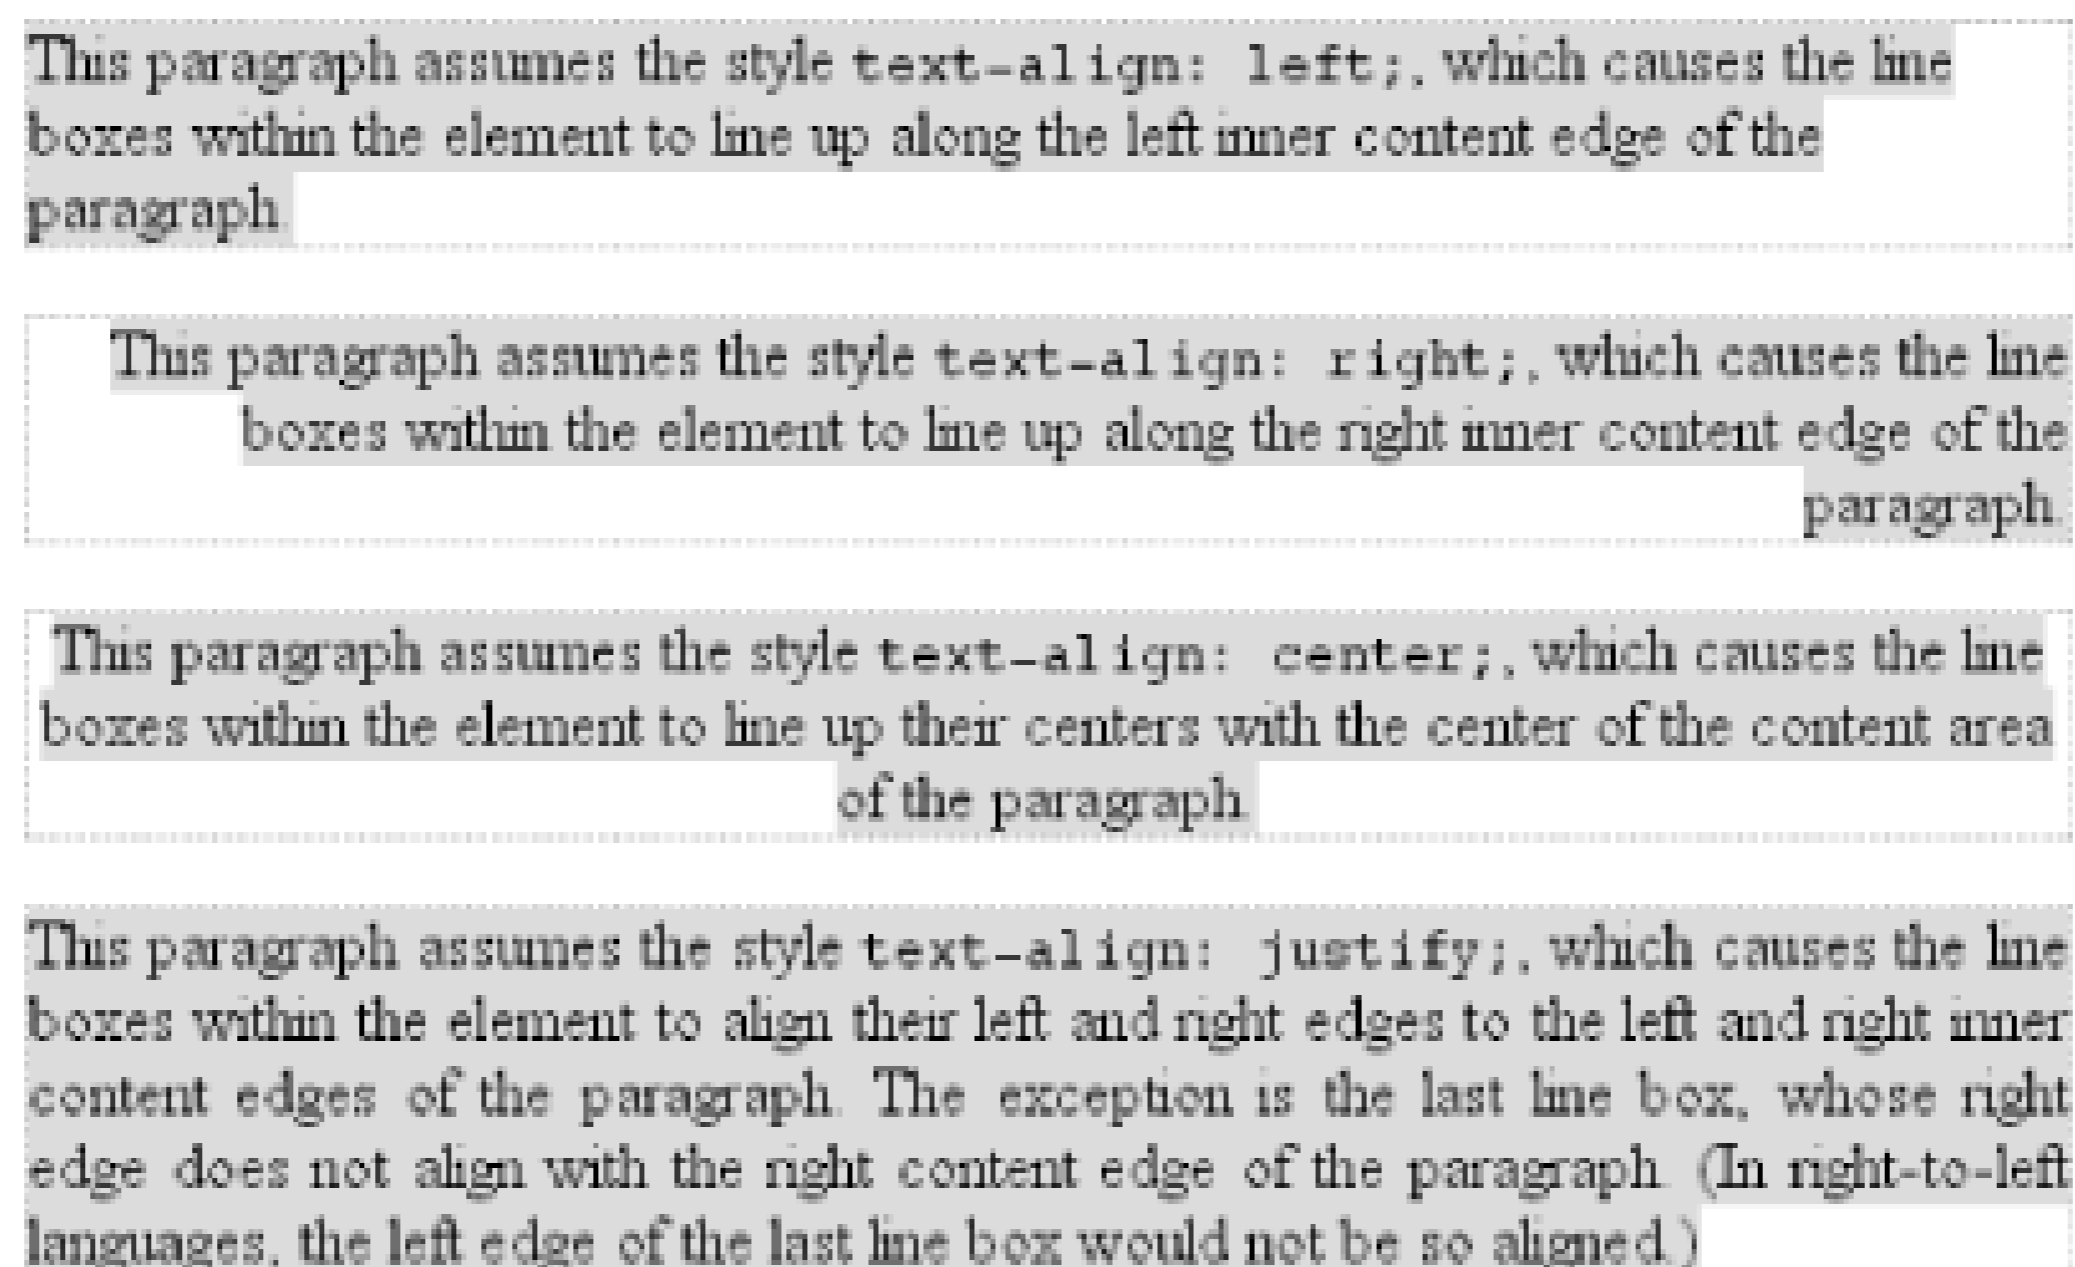 This paragraph assumes the style text-align: left;, which causes the line
boxes within the element to line up along the left inner content edge of the
paragraph.
This paragraph assumes the style text-align: right;, which causes the line
boxes within the element to line up along the right inner content edge of the
paragraph.
This paragraph assumes the style text-align: center;, which causes the line
boxes within the element to line up their centers with the center of the content area
of the paragraph.
This paragraph assumes the style text-align: justify;, which causes the line
boxes within the element to align their left and right edges to the left and right inner
content edges of the paragraph. The exception is the last line box, whose right
edge does not align with the right content edge of the paragraph. (In right-to-left
languages, the left edge of the last line box would not be so aligned.)